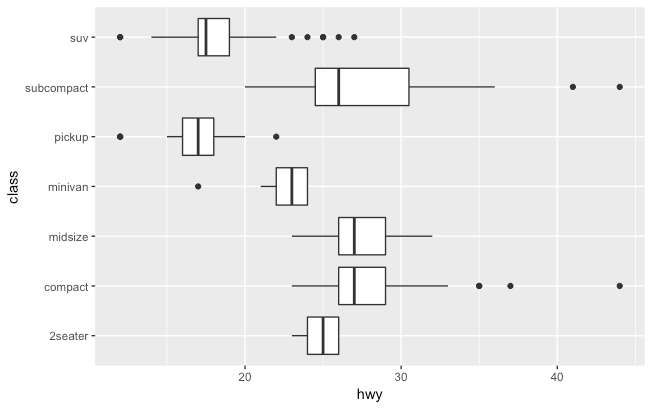 suv
subcompact
pickup
minivan
midsize
compact
2seater
class
20 30 40
hwy